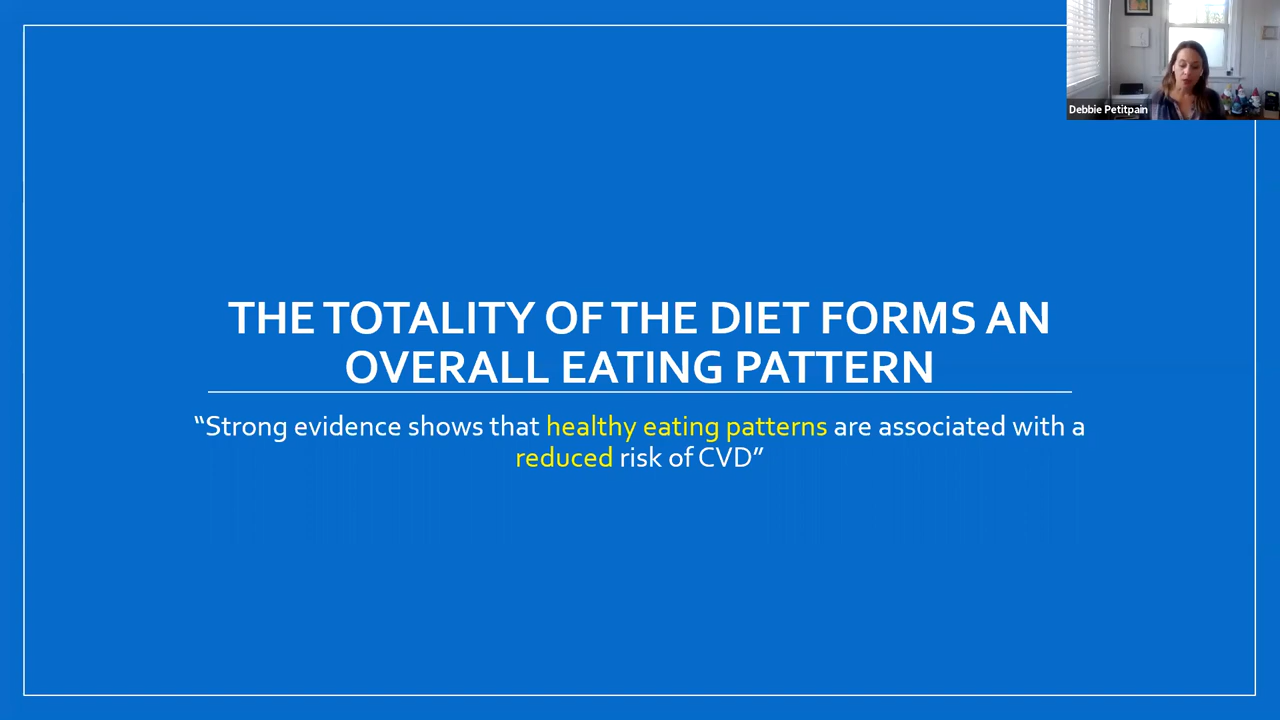 Debbie Petitpain
THE TOTALITY OF THE DIET FORMS AN
OVERALL EATING PATTERN
“Strong evidence shows that healthy eating patterns are associated with a
reduced risk of CVD”